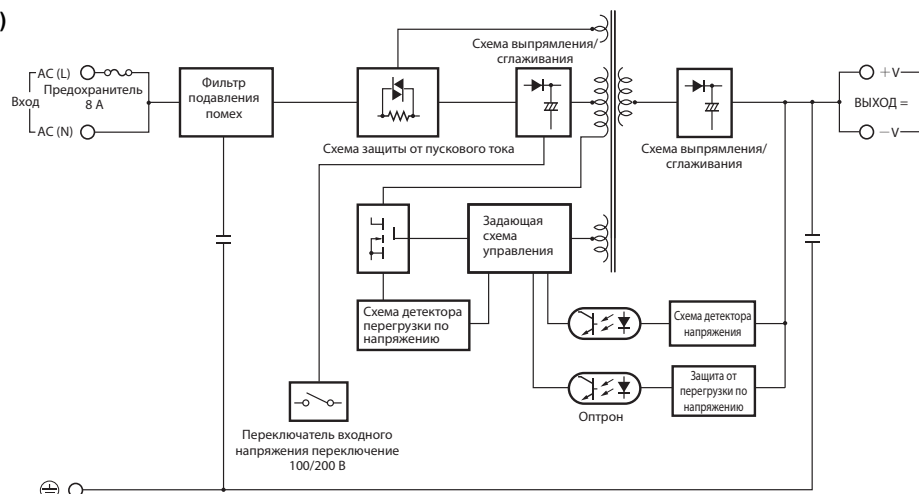 )
AC (L)
Предохранитель
8 А
Вход
AC (N)
Фильтр
подавления
помех
Схема защиты от пускового тока
Схема выпрямления/
сглаживания
Схема выпрямления/
сглаживания
+V
ВЫХОД =
−V
Задающая
схема
управления
Схема детектора
перегрузки по
напряжению
Схема детектора
напряжения
Защита от
перегрузки по
напряжению
Оптрон
Переключатель входного
напряжения переключение
100/200 В